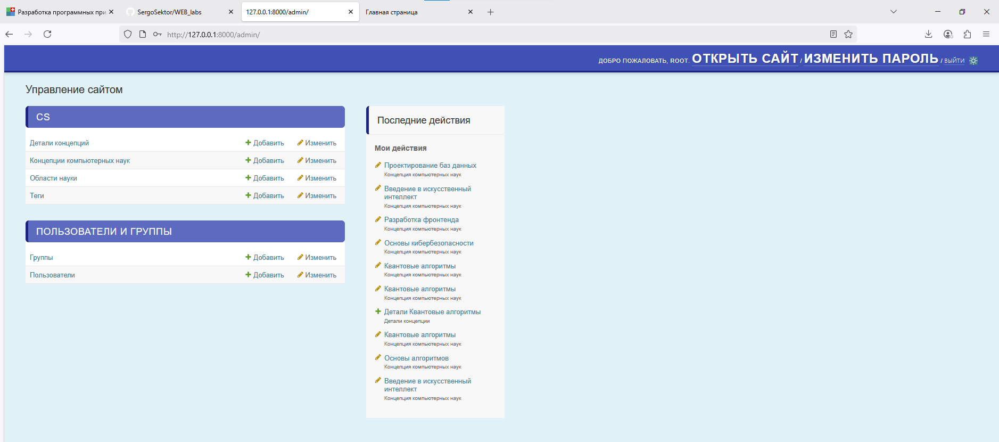 Разработка программных при
SergoSektor/WEB_labs
127.0.0.1:8000/admin/
Главная страница
http://127.0.0.1:8000/admin/
ДОБРО ПОЖАЛОВАТЬ, ROOT. ОТКРЫТЬ САЙТ / ИЗМЕНИТЬ ПАРОЛЬ / ВЫЙТИ
Управление сайтом
CS
Детали концепций Добавить Изменить
Концепции компьютерных наук Добавить Изменить
Области науки Добавить Изменить
Теги Добавить Изменить
ПОЛЬЗОВАТЕЛИ И ГРУППЫ
Группы Добавить Изменить
Пользователи Добавить Изменить
Последние действия
Мои действия
Проектирование баз данных
Концепция компьютерных наук
Введение в искусственный
интеллект
Концепция компьютерных наук
Разработка фронтенда
Концепция компьютерных наук
Основы кибербезопасности
Концепция компьютерных наук
Квантовые алгоритмы
Концепция компьютерных наук
Квантовые алгоритмы
Концепция компьютерных наук
Детали Квантовые алгоритмы
Детали концепции
Квантовые алгоритмы
Концепция компьютерных наук
Основы алгоритмов
Концепция компьютерных наук
Введение в искусственный
интеллект
Концепция компьютерных наук